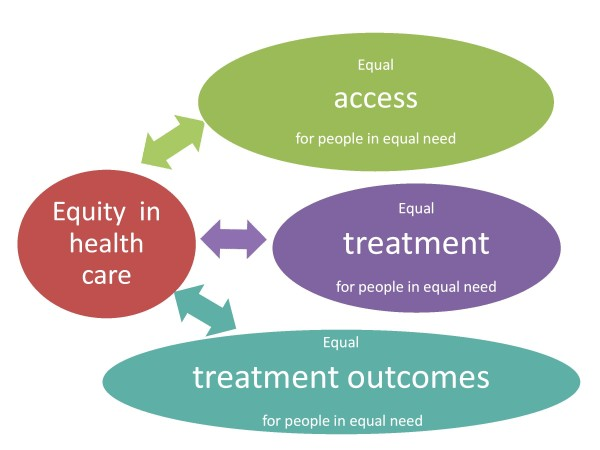 Equal
access
for people in equal need
Equity in
health
care
Equal
treatment
for people in equal need
Equal
treatment outcomes
for people in equal need